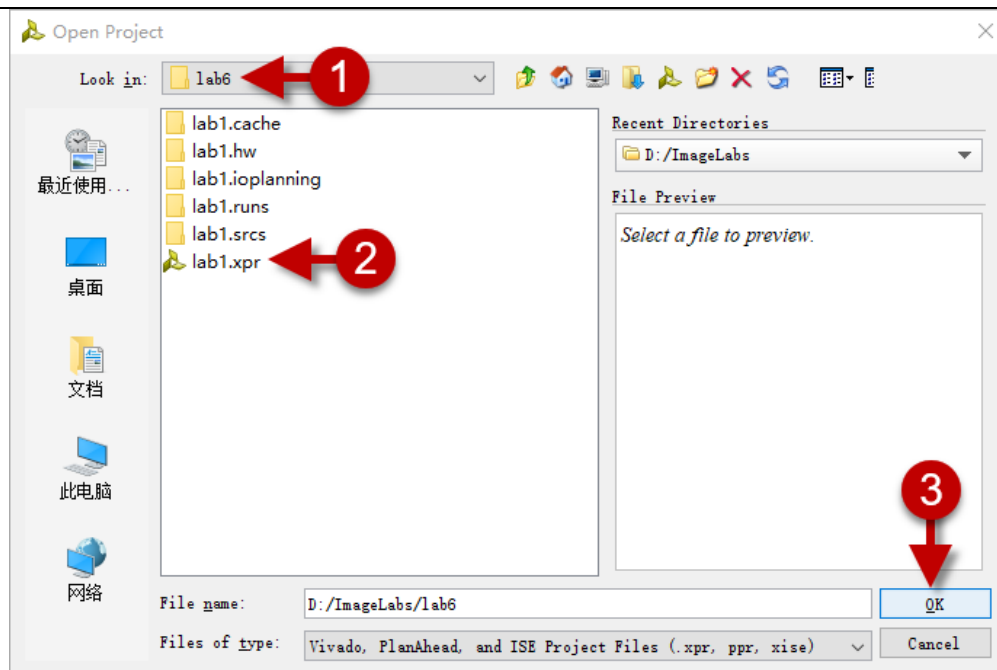 Open Project
Look in:
lab6
1
最近使用...
桌面
文档
此电脑
网络
lab1.cache
lab1.hw
lab1.ioplanning
lab1.runs
lab1.srcs
lab1.xpr
2
Recent Directories
D:/ImageLabs
File Preview
Select a file to preview.
3
File name:
D:/ImageLabs/lab6
OK
Files of type:
Vivado, PlanAhead, and ISE Project Files (.xpr, ppr, xise)
Cancel